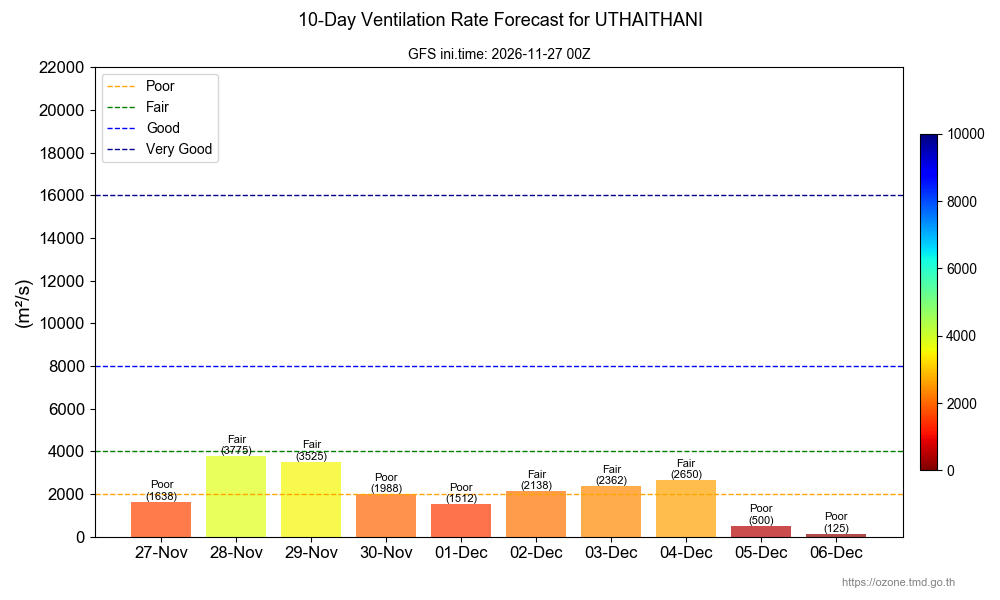 10-Day Ventilation Rate Forecast for UTHAITHANI
GFS ini.time: 2026-11-27 00Z
22000
20000
18000
16000
14000
12000
10000
8000
6000
4000
2000
0
(m²/s)
Poor
Fair
Good
Very Good
Poor
(1638)
Fair
(3775)
Fair
(3525)
Poor
(1988)
Poor
(1512)
Fair
(2138)
Fair
(2362)
Fair
(2650)
Poor
(500)
Poor
(125)
27-Nov
28-Nov
29-Nov
30-Nov
01-Dec
02-Dec
03-Dec
04-Dec
05-Dec
06-Dec
10000
8000
6000
4000
2000
0
https://ozone.tmd.go.th